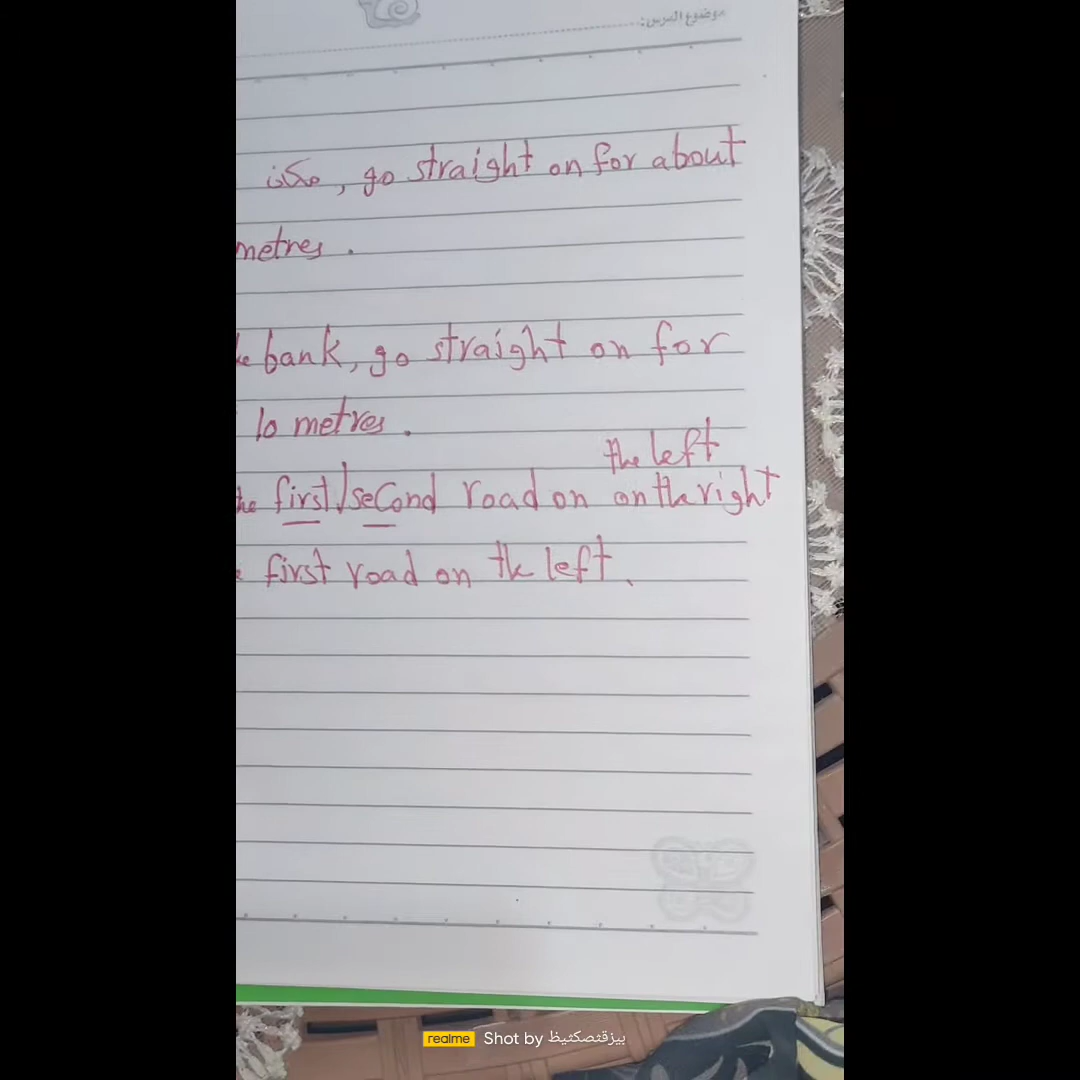 موضوع الدرس:
مكان, go straight on for about
metres.
bank, go straight on for
10 metres.
the left
first/second road on on the right
first road on the left.
realme Shot by بيزقثصكثيظ